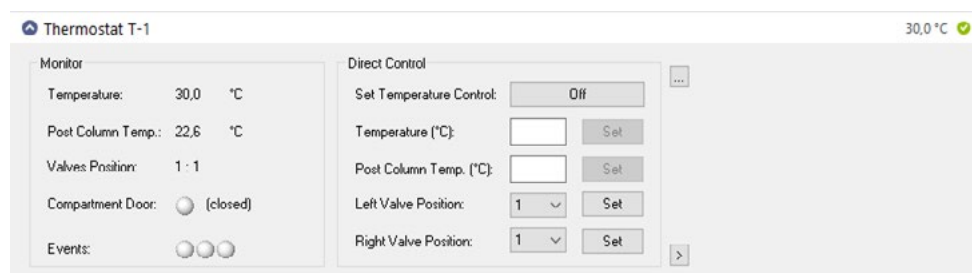 Thermostat T-1 30,0 °C
Monitor
Temperature: 30,0 °C
Post Column Temp.: 22,6 °C
Valves Position: 1 : 1
Compartment Door: (closed)
Events:
Direct Control
Set Temperature Control: Off
Temperature (°C): Set
Post Column Temp. (°C): Set
Left Valve Position: 1 Set
Right Valve Position: 1 Set
...
>